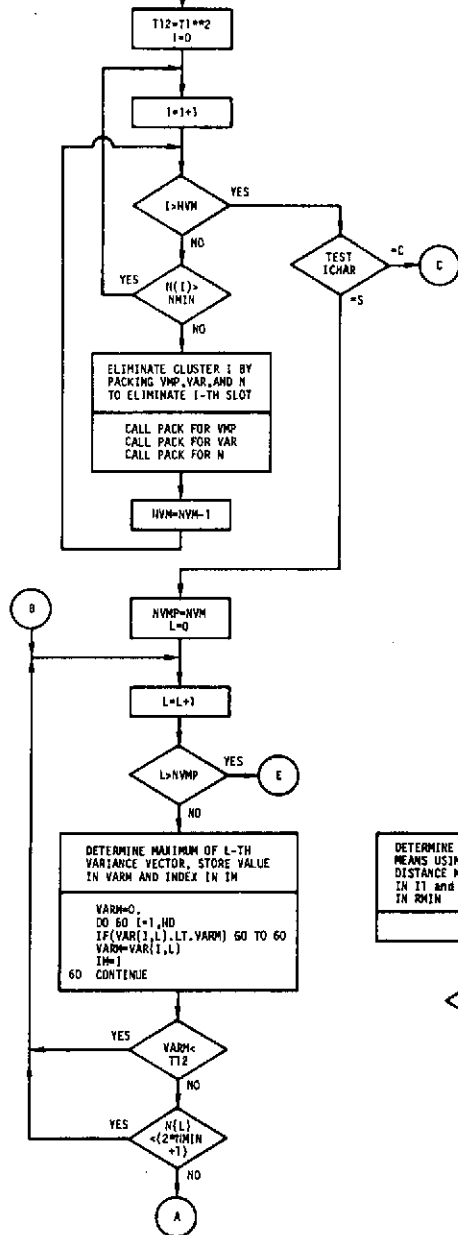 T12=T1**2
I=0
I=I+1
I>NVM
YES
NO
TEST
ICHAR
=C
C
=S
YES
N(I)>
NMIN
NO
ELIMINATE CLUSTER I BY
PACKING VMP,VAR,AND N
TO ELIMINATE I-TH SLOT
CALL PACK FOR VMP
CALL PACK FOR VAR
CALL PACK FOR N
NVM=NVM-1
B
NVMP=NVM
L=0
L=L+1
L>NVMP
YES
E
NO
DETERMINE MAXIMUM OF L-TH
VARIANCE VECTOR, STORE VALUE
IN VARM AND INDEX IN IM
VARM=0.
DO 60 I=1,ND
IF(VAR(I,L).LT.VARM) GO TO 60
VARM=VAR(I,L)
IM=I
60 CONTINUE
DETERMINE
MEANS
DISTANCE
IN I1 and
IN RMIN
YES
VARM<
T12
NO
YES
N(L)
<(2*NMIN
+1)
NO
A